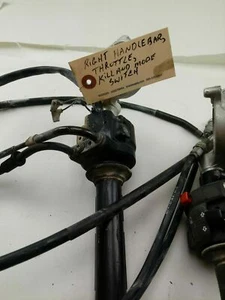 RIGHT HANDLEBAR,
THROTTLE,
KILL AND MODE
SWITCH